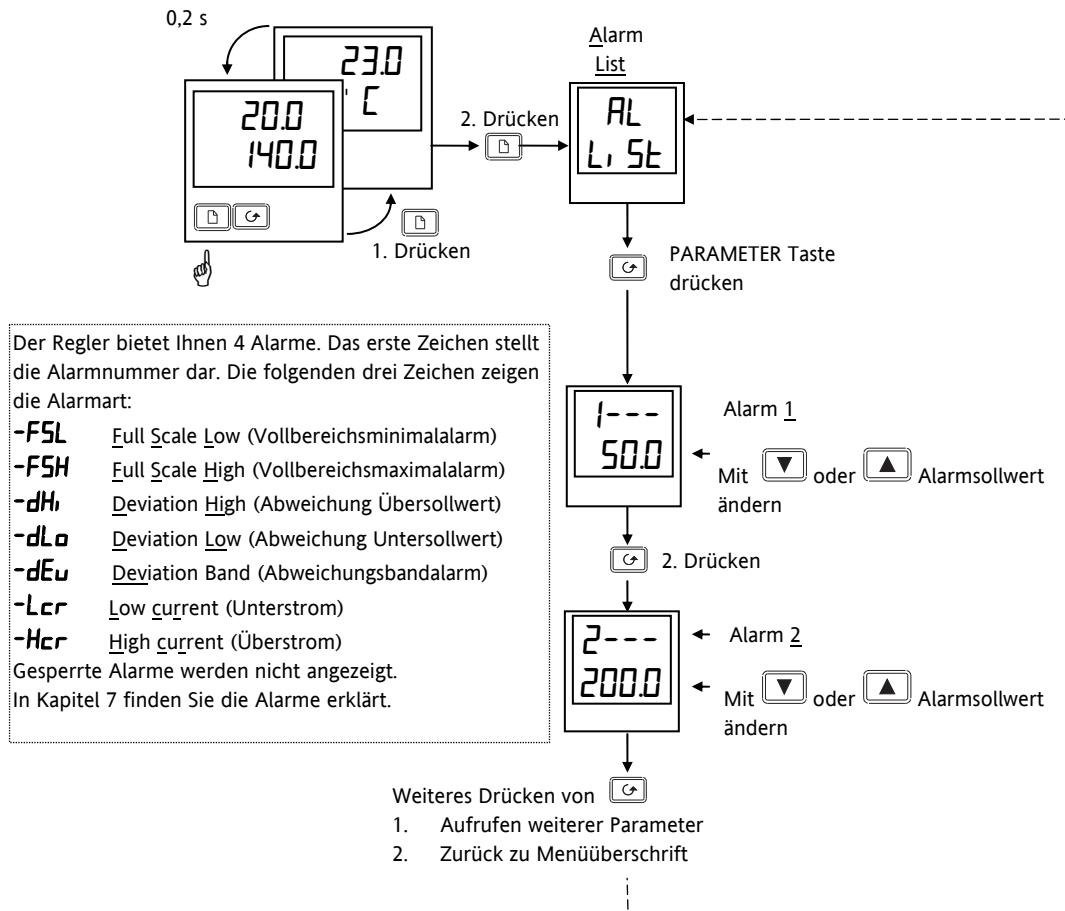 0,2 s
23.0
°C
20.0
140.0
1. Drücken
2. Drücken
Alarm
List
AL
LiSt
PARAMETER Taste
drücken
Der Regler bietet Ihnen 4 Alarme. Das erste Zeichen stellt
die Alarmnummer dar. Die folgenden drei Zeichen zeigen
die Alarmart:
-FSL Full Scale Low (Vollbereichsminimalalarm)
-FSH Full Scale High (Vollbereichsmaximalalarm)
-dHi Deviation High (Abweichung Übersollwert)
-dLo Deviation Low (Abweichung Untersollwert)
-dEv Deviation Band (Abweichungsbandalarm)
-Lcr Low current (Unterstrom)
-Hcr High current (Überstrom)
Gesperrte Alarme werden nicht angezeigt.
In Kapitel 7 finden Sie die Alarme erklärt.
1---
50.0
Alarm 1
Mit oder Alarmsollwert
ändern
2. Drücken
2---
200.0
Alarm 2
Mit oder Alarmsollwert
ändern
Weiteres Drücken von
1. Aufrufen weiterer Parameter
2. Zurück zu Menüüberschrift